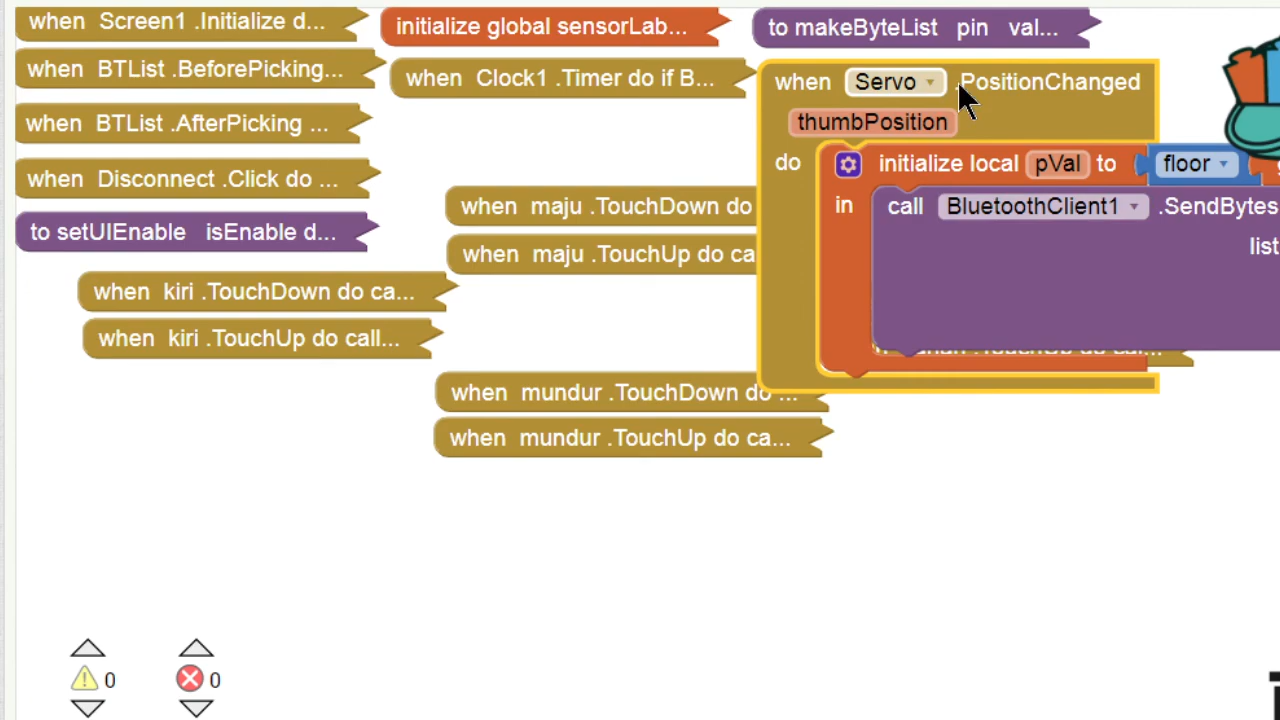 when Screen1 .Initialize d...
initialize global sensorLab...
to makeByteList pin val...
when BTList .BeforePicking...
when Clock1 .Timer do if B...
when BTList .AfterPicking ...
when Disconnect .Click do ...
to setUIEnable isEnable d...
when kiri .TouchDown do ca...
when kiri .TouchUp do call...
when maju .TouchDown do
when maju .TouchUp do ca
when mundur .TouchDown do ...
when mundur .TouchUp do ca...
when Servo .PositionChanged
thumbPosition
do initialize local pVal to floor
in call BluetoothClient1 .SendBytes
list
0 0